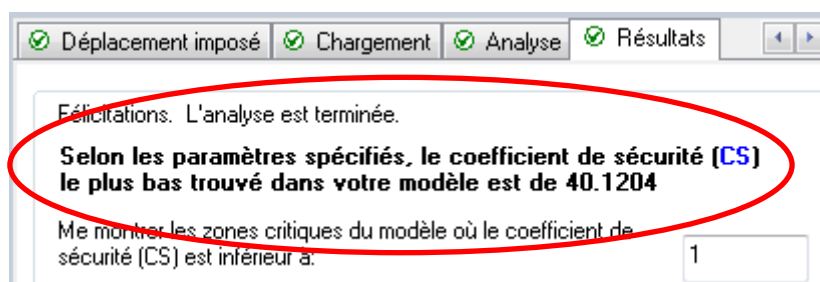 Déplacement imposé Chargement Analyse Résultats
Félicitations. L'analyse est terminée.
Selon les paramètres spécifiés, le coefficient de sécurité (CS)
le plus bas trouvé dans votre modèle est de 40.1204
Me montrer les zones critiques du modèle où le coefficient de
sécurité (CS) est inférieur à: 1